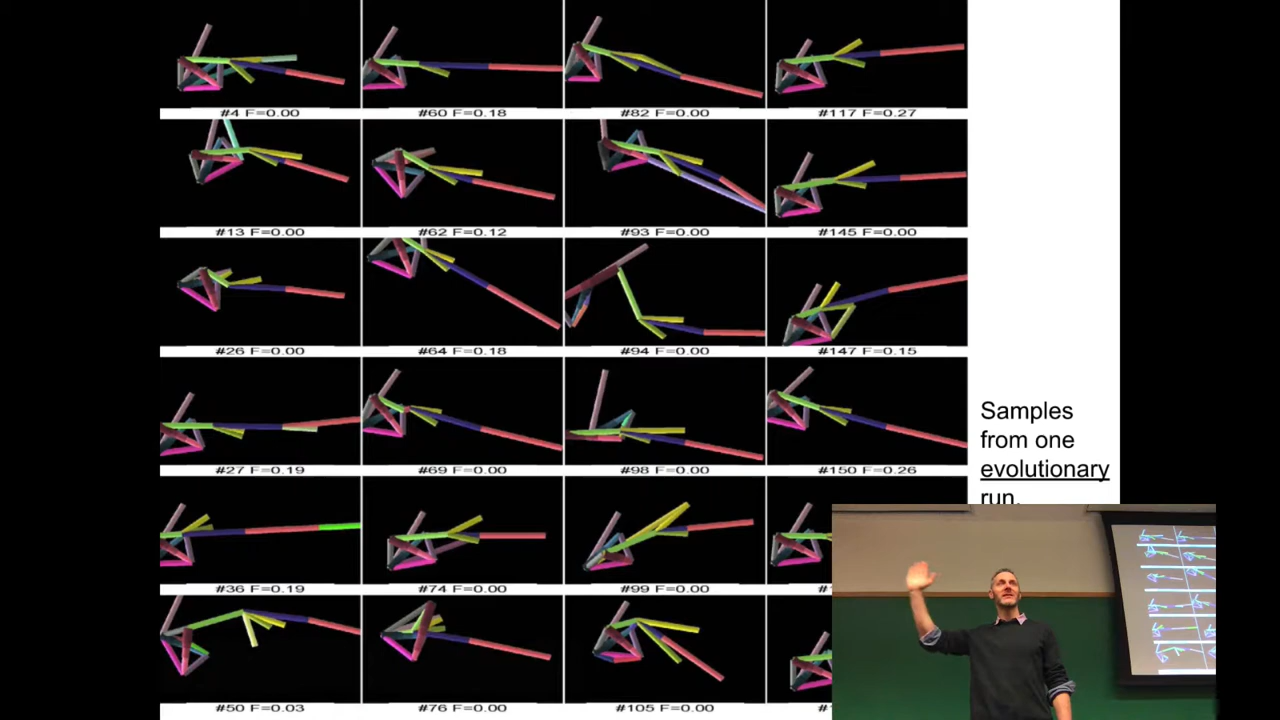 #4 F=0.00
#60 F=0.18
#82 F=0.00
#117 F=0.27
#13 F=0.00
#62 F=0.12
#93 F=0.00
#145 F=0.00
#26 F=0.00
#64 F=0.18
#94 F=0.00
#147 F=0.15
#27 F=0.19
#69 F=0.00
#98 F=0.00
#150 F=0.26
Samples
from one
evolutionary
run.
#36 F=0.19
#74 F=0.00
#99 F=0.00
#50 F=0.03
#76 F=0.00
#105 F=0.00